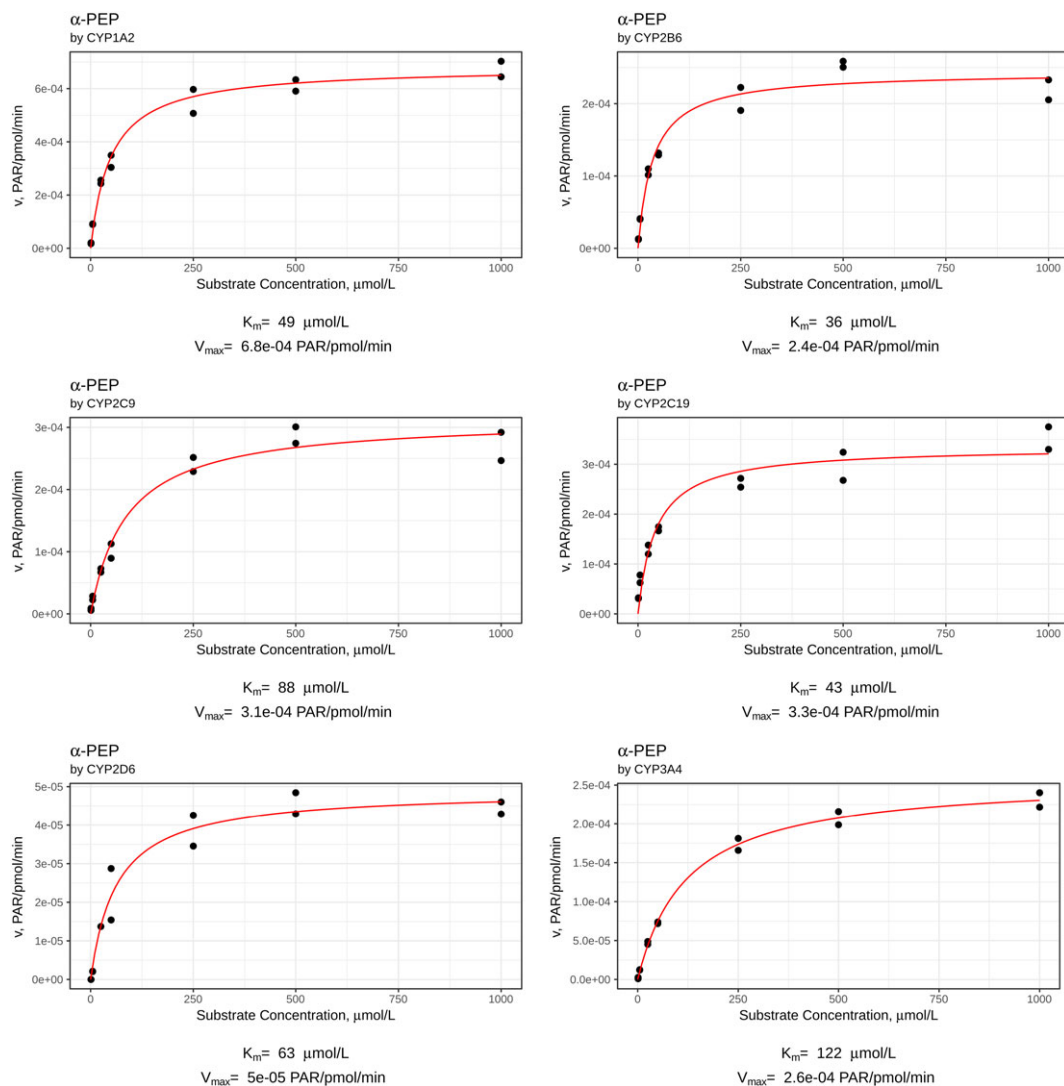 α-PEP
by CYP1A2
v, PAR/pmol/min
6e-04
4e-04
2e-04
0e+00
0 250 500 750 1000
Substrate Concentration, μmol/L
Km= 49 μmol/L
Vmax= 6.8e-04 PAR/pmol/min
α-PEP
by CYP2B6
v, PAR/pmol/min
2e-04
1e-04
0e+00
0 250 500 750 1000
Substrate Concentration, μmol/L
Km= 36 μmol/L
Vmax= 2.4e-04 PAR/pmol/min
α-PEP
by CYP2C9
v, PAR/pmol/min
3e-04
2e-04
1e-04
0e+00
0 250 500 750 1000
Substrate Concentration, μmol/L
Km= 88 μmol/L
Vmax= 3.1e-04 PAR/pmol/min
α-PEP
by CYP2C19
v, PAR/pmol/min
3e-04
2e-04
1e-04
0e+00
0 250 500 750 1000
Substrate Concentration, μmol/L
Km= 43 μmol/L
Vmax= 3.3e-04 PAR/pmol/min
α-PEP
by CYP2D6
v, PAR/pmol/min
5e-05
4e-05
3e-05
2e-05
1e-05
0e+00
0 250 500 750 1000
Substrate Concentration, μmol/L
Km= 63 μmol/L
Vmax= 5e-05 PAR/pmol/min
α-PEP
by CYP3A4
v, PAR/pmol/min
2.5e-04
2.0e-04
1.5e-04
1.0e-04
5.0e-05
0.0e+00
0 250 500 750 1000
Substrate Concentration, μmol/L
Km= 122 μmol/L
Vmax= 2.6e-04 PAR/pmol/min